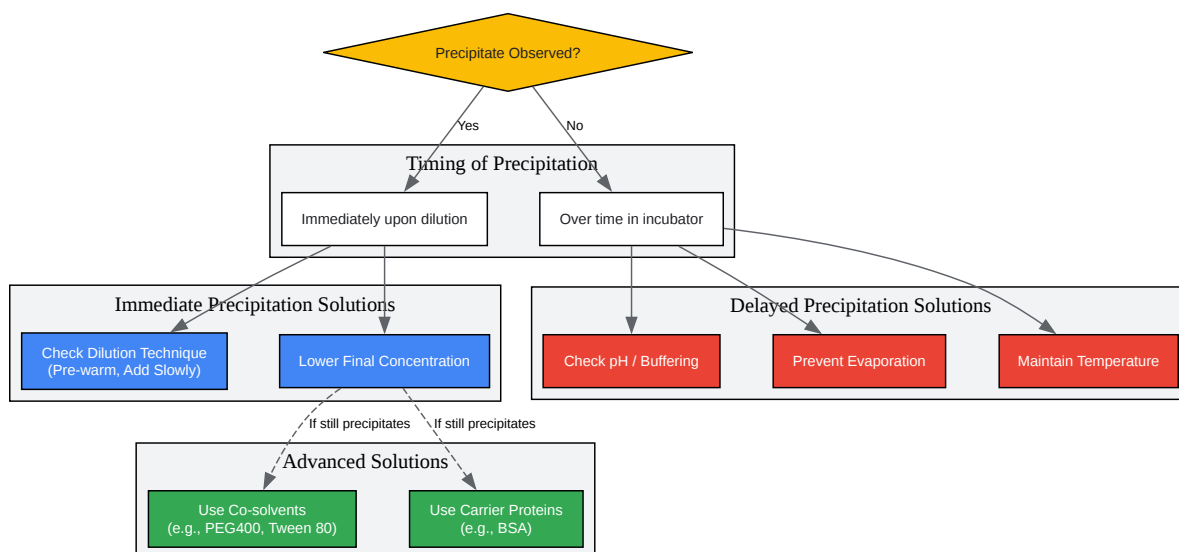 Precipitate Observed?
Yes
No
Timing of Precipitation
Immediately upon dilution
Over time in incubator
Immediate Precipitation Solutions
Check Dilution Technique
(Pre-warm, Add Slowly)
Lower Final Concentration
Delayed Precipitation Solutions
Check pH / Buffering
Prevent Evaporation
Maintain Temperature
If still precipitates
If still precipitates
Advanced Solutions
Use Co-solvents
(e.g., PEG400, Tween 80)
Use Carrier Proteins
(e.g., BSA)